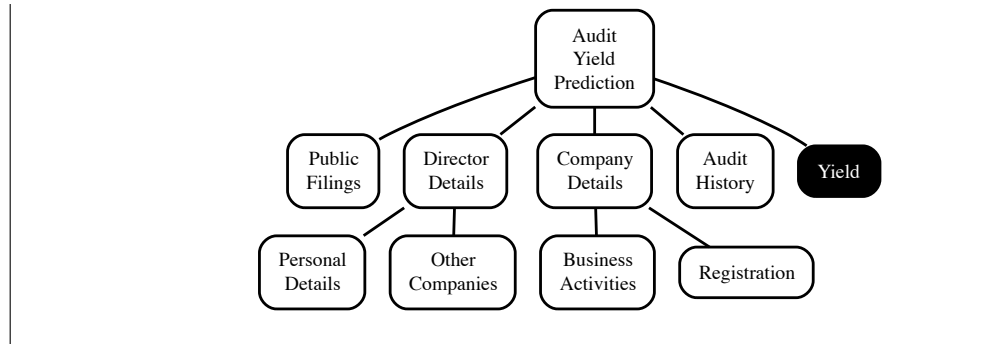 Audit
Yield
Prediction
Public
Filings
Director
Details
Company
Details
Audit
History
Yield
Personal
Details
Other
Companies
Business
Activities
Registration